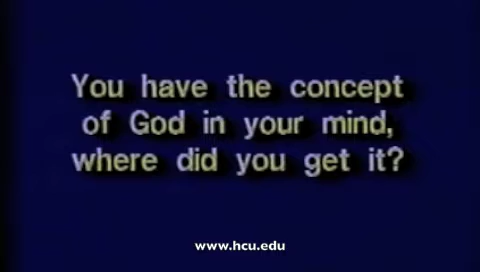 You have the concept
of God in your mind,
where did you get it?
www.hcu.edu